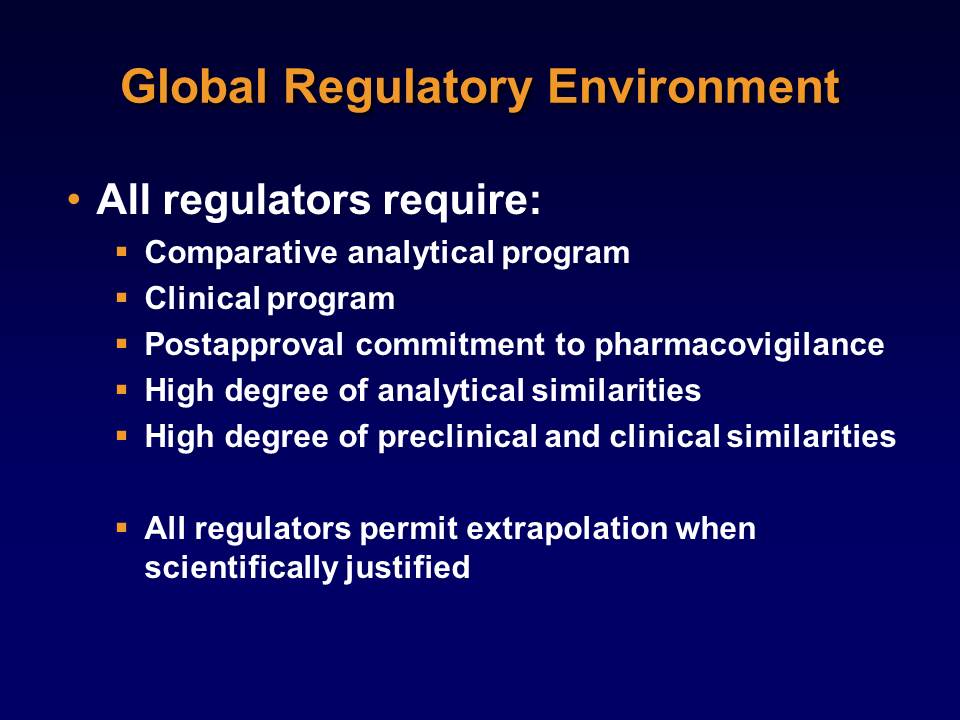 Global Regulatory Environment
• All regulators require:
▪ Comparative analytical program
▪ Clinical program
▪ Postapproval commitment to pharmacovigilance
▪ High degree of analytical similarities
▪ High degree of preclinical and clinical similarities
▪ All regulators permit extrapolation when
scientifically justified